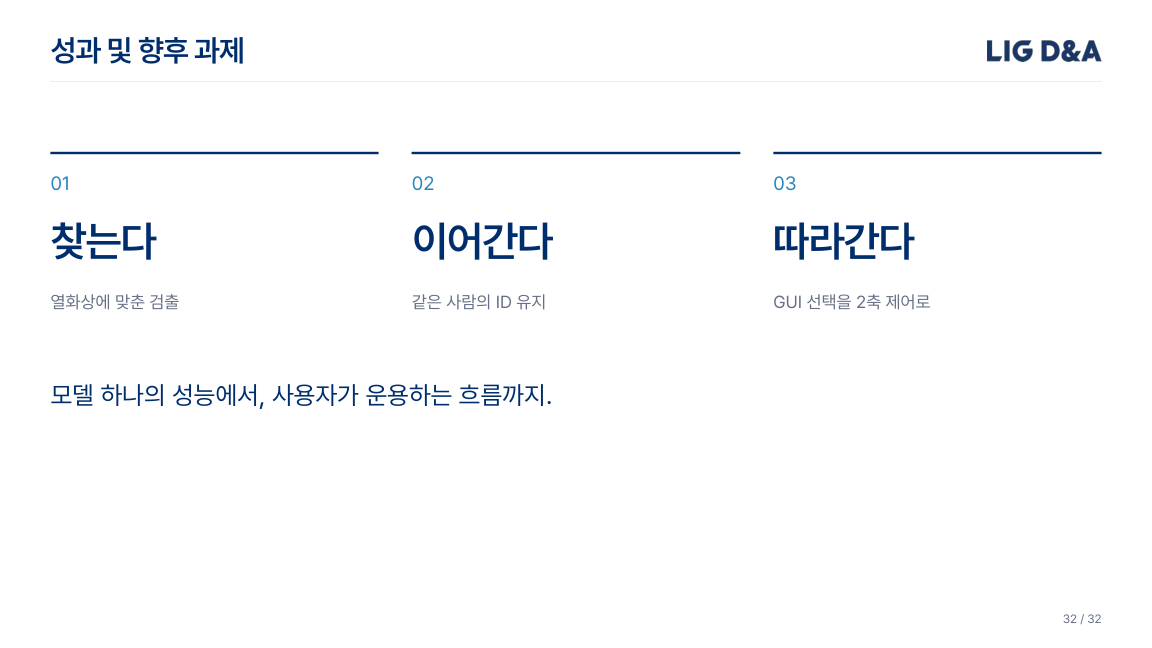 성과 및 향후 과제
LIG D&A
01
찾는다
열화상에 맞춘 검출
02
이어간다
같은 사람의 ID 유지
03
따라간다
GUI 선택을 2축 제어로
모델 하나의 성능에서, 사용자가 운용하는 흐름까지.
32 / 32